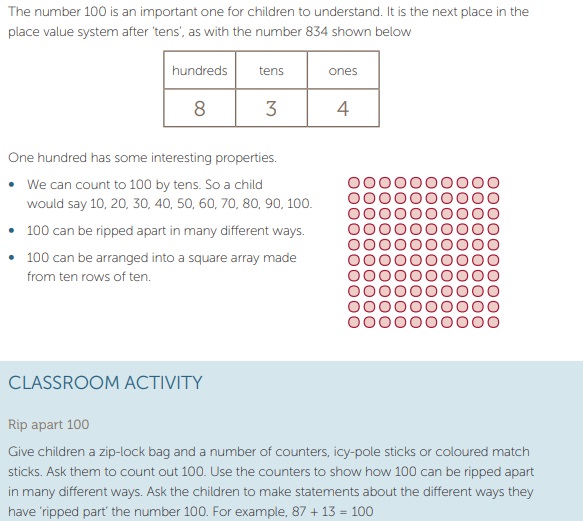 The number 100 is an important one for children to understand. It is the next place in the
place value system after 'tens', as with the number 834 shown below
hundreds tens ones
8 3 4
One hundred has some interesting properties.
• We can count to 100 by tens. So a child
would say 10, 20, 30, 40, 50, 60, 70, 80, 90, 100.
• 100 can be ripped apart in many different ways.
• 100 can be arranged into a square array made
from ten rows of ten.
CLASSROOM ACTIVITY
Rip apart 100
Give children a zip-lock bag and a number of counters, icy-pole sticks or coloured match
sticks. Ask them to count out 100. Use the counters to show how 100 can be ripped apart
in many different ways. Ask the children to make statements about the different ways they
have 'ripped part' the number 100. For example, 87 + 13 = 100